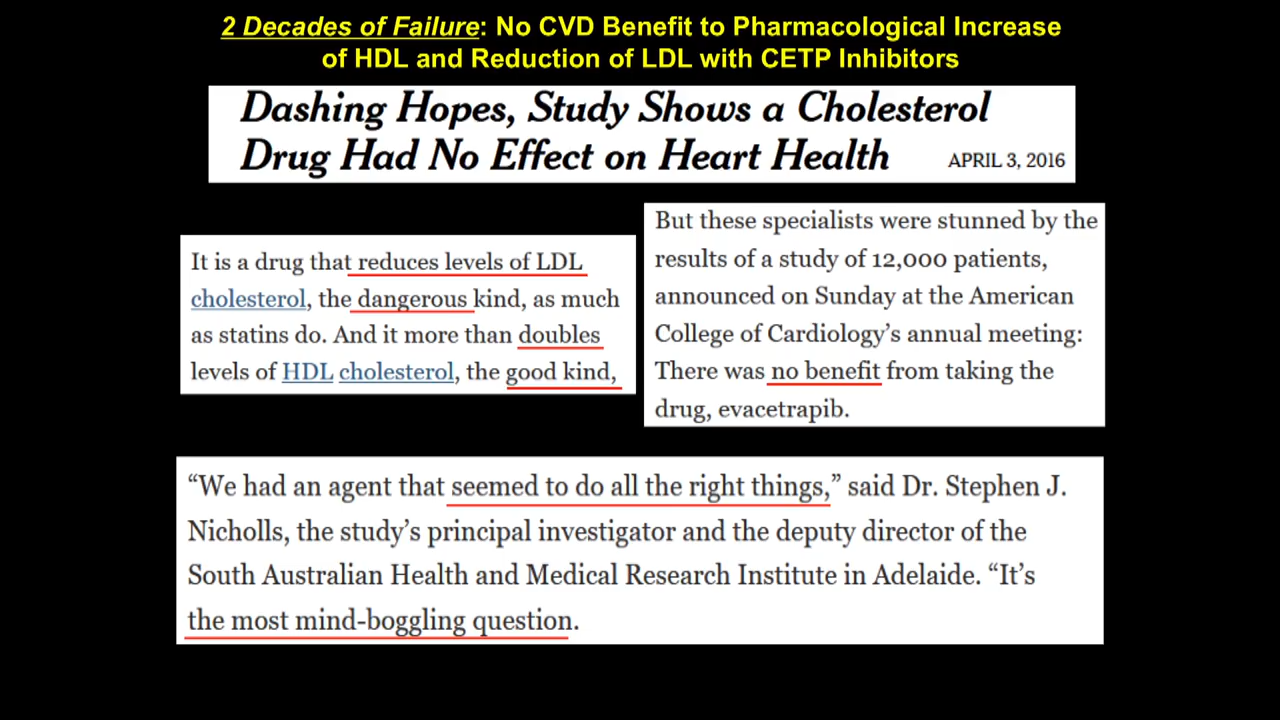 2 Decades of Failure: No CVD Benefit to Pharmacological Increase
of HDL and Reduction of LDL with CETP Inhibitors
Dashing Hopes, Study Shows a Cholesterol
Drug Had No Effect on Heart Health APRIL 3, 2016
It is a drug that reduces levels of LDL
cholesterol, the dangerous kind, as much
as statins do. And it more than doubles
levels of HDL cholesterol, the good kind,
But these specialists were stunned by the
results of a study of 12,000 patients,
announced on Sunday at the American
College of Cardiology’s annual meeting:
There was no benefit from taking the
drug, evacetrapib.
“We had an agent that seemed to do all the right things,” said Dr. Stephen J.
Nicholls, the study’s principal investigator and the deputy director of the
South Australian Health and Medical Research Institute in Adelaide. “It’s
the most mind-boggling question.